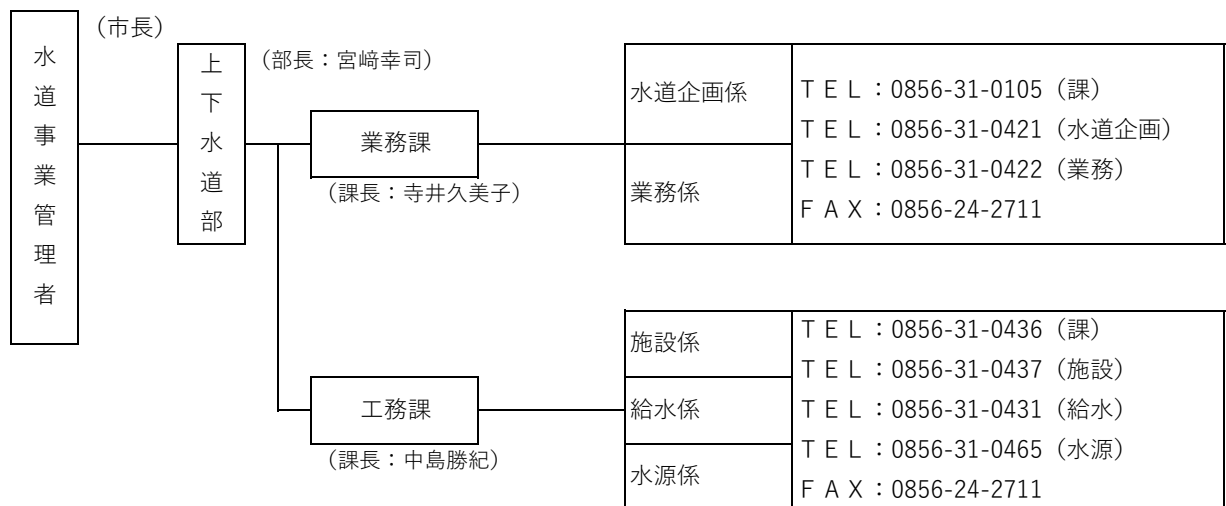 水道事業管理者
（市長）
上下水道部
（部長：宮﨑幸司）
業務課
（課長：寺井久美子）
水道企画係
業務係
ＴＥＬ：0856-31-0105（課）
ＴＥＬ：0856-31-0421（水道企画）
ＴＥＬ：0856-31-0422（業務）
ＦＡＸ：0856-24-2711
工務課
（課長：中島勝紀）
施設係
給水係
水源係
ＴＥＬ：0856-31-0436（課）
ＴＥＬ：0856-31-0437（施設）
ＴＥＬ：0856-31-0431（給水）
ＴＥＬ：0856-31-0465（水源）
ＦＡＸ：0856-24-2711